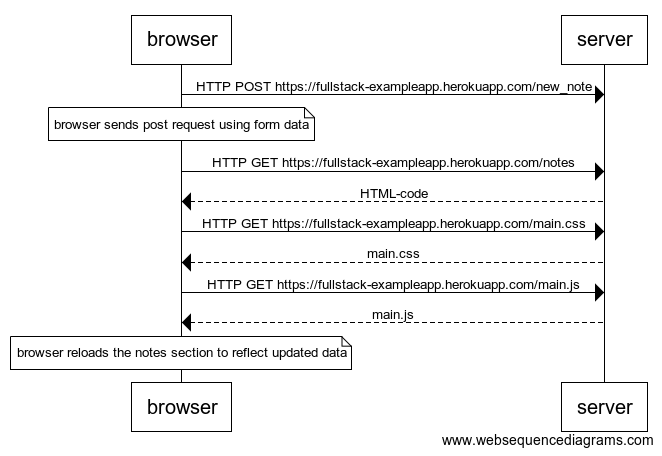 browser server
HTTP POST https://fullstack-exampleapp.herokuapp.com/new_note
browser sends post request using form data
HTTP GET https://fullstack-exampleapp.herokuapp.com/notes
HTML-code
HTTP GET https://fullstack-exampleapp.herokuapp.com/main.css
main.css
HTTP GET https://fullstack-exampleapp.herokuapp.com/main.js
main.js
browser reloads the notes section to reflect updated data
browser server
www.websequencediagrams.com